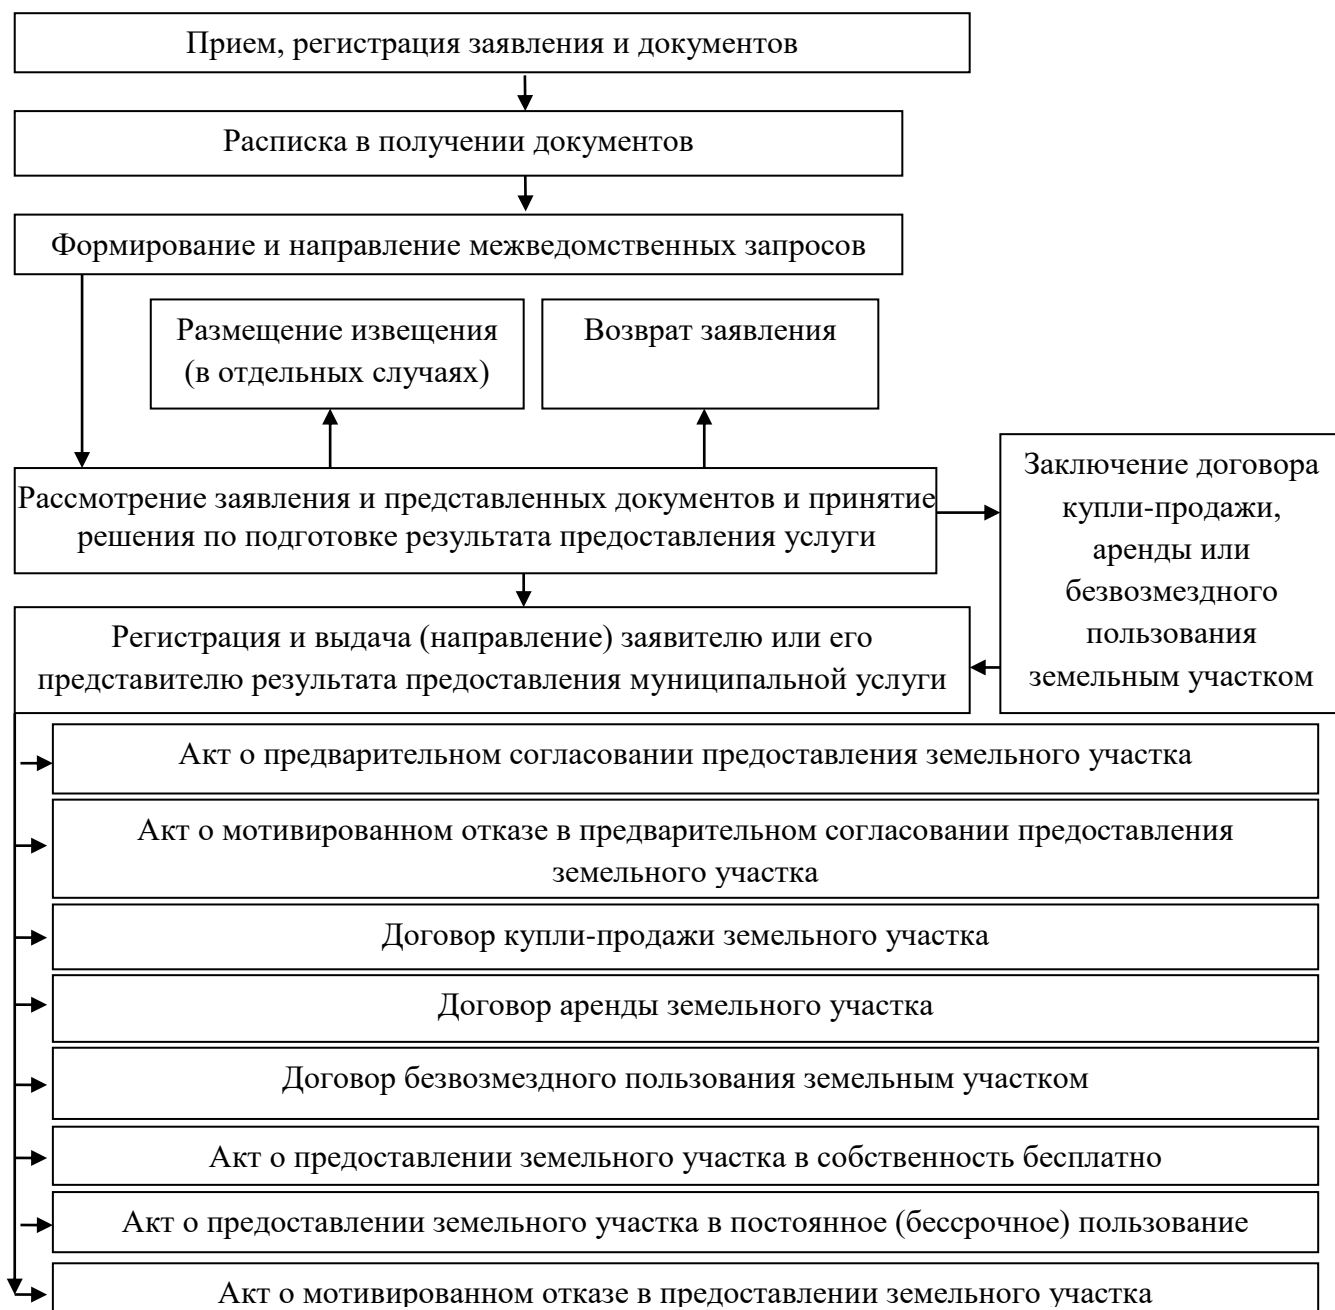 Прием, регистрация заявления и документов
Расписка в получении документов
Формирование и направление межведомственных запросов
Размещение извещения
(в отдельных случаях)
Возврат заявления
Рассмотрение заявления и представленных документов и принятие
решения по подготовке результата предоставления услуги
Заключение договора
купли-продажи,
аренды или
безвозмездного
пользования
земельным участком
Регистрация и выдача (направление) заявителю или его
представителю результата предоставления муниципальной услуги
Акт о предварительном согласовании предоставления земельного участка
Акт о мотивированном отказе в предварительном согласовании предоставления
земельного участка
Договор купли-продажи земельного участка
Договор аренды земельного участка
Договор безвозмездного пользования земельным участком
Акт о предоставлении земельного участка в собственность бесплатно
Акт о предоставлении земельного участка в постоянное (бессрочное) пользование
Акт о мотивированном отказе в предоставлении земельного участка